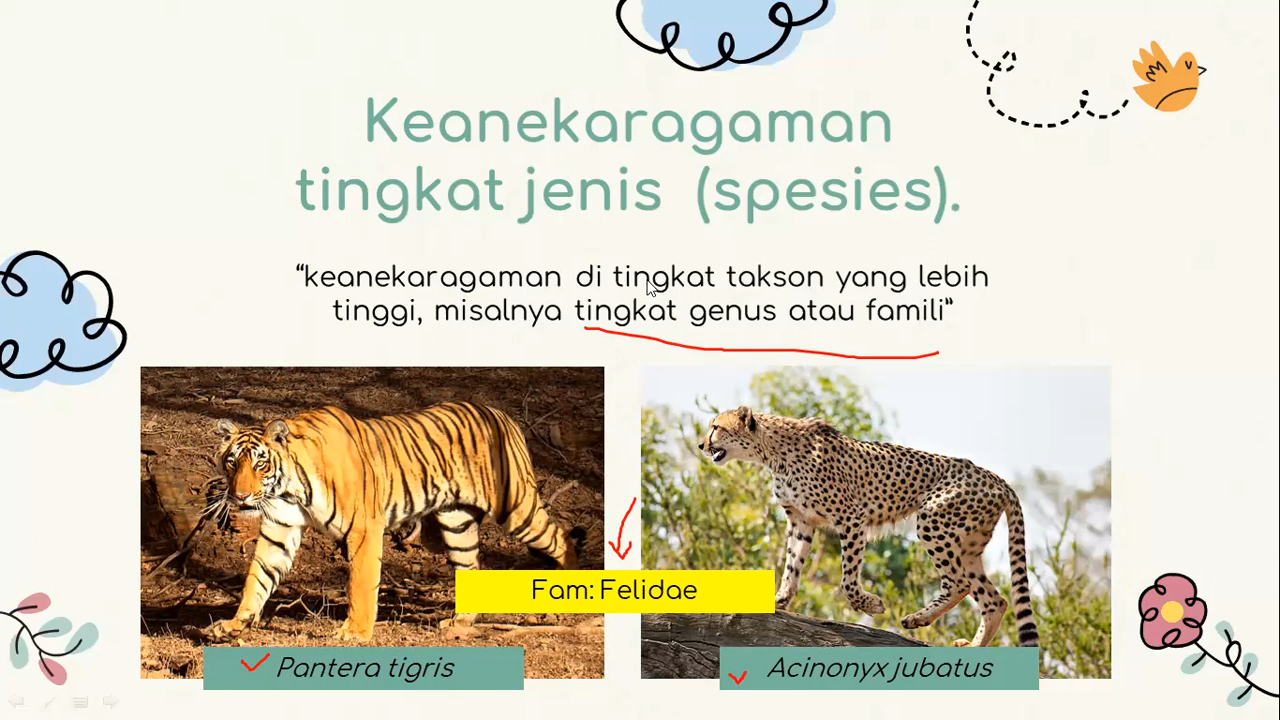 Keanekaragaman
tingkat jenis (spesies).
“keanekaragaman di tingkat takson yang lebih
tinggi, misalnya tingkat genus atau famili”
Fam: Felidae
Pantera tigris
Acinonyx jubatus